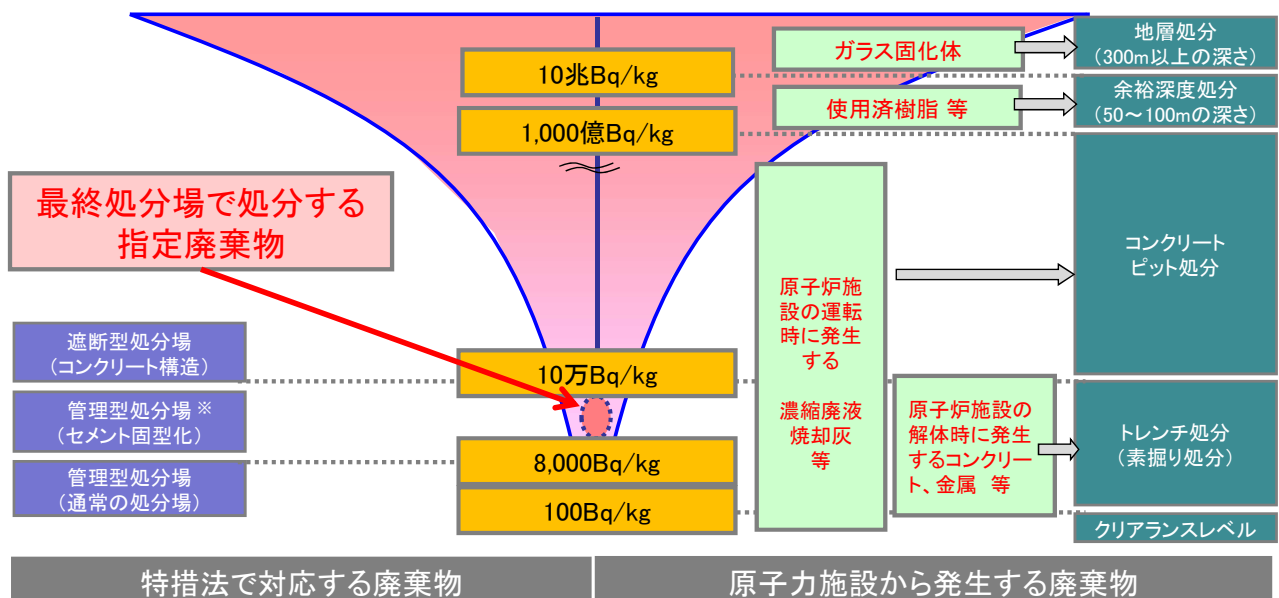 10兆Bq/kg
1,000億Bq/kg
10万Bq/kg
8,000Bq/kg
100Bq/kg
最終処分場で処分する
指定廃棄物
遮断型処分場
(コンクリート構造)
管理型処分場※
(セメント固型化)
管理型処分場
(通常の処分場)
ガラス固化体
使用済樹脂 等
原子炉施
設の運転
時に発生
する
濃縮廃液
焼却灰
等
原子炉施設の
解体時に発生
するコンクリー
ト、金属 等
地層処分
(300m以上の深さ)
余裕深度処分
(50~100mの深さ)
コンクリート
ピット処分
トレンチ処分
(素掘り処分)
クリアランスレベル
特措法で対応する廃棄物
原子力施設から発生する廃棄物